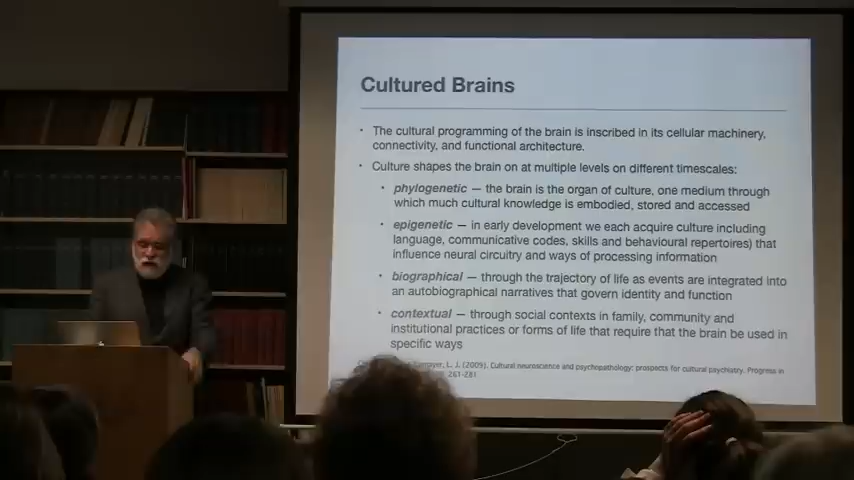 Cultured Brains
• The cultural programming of the brain is inscribed in its cellular machinery,
connectivity, and functional architecture.
• Culture shapes the brain on at multiple levels on different timescales:
• phylogenetic — the brain is the organ of culture, one medium through
which much cultural knowledge is embodied, stored and accessed
• epigenetic — in early development we each acquire culture including
language, communicative codes, skills and behavioural repertoires) that
influence neural circuitry and ways of processing information
• biographical — through the trajectory of life as events are integrated into
an autobiographical narratives that govern identity and function
• contextual — through social contexts in family, community and
institutional practices or forms of life that require that the brain be used in
specific ways
L. J. (2009). Cultural neuroscience and psychopathology: prospects for cultural psychiatry. Progress in
261-281.